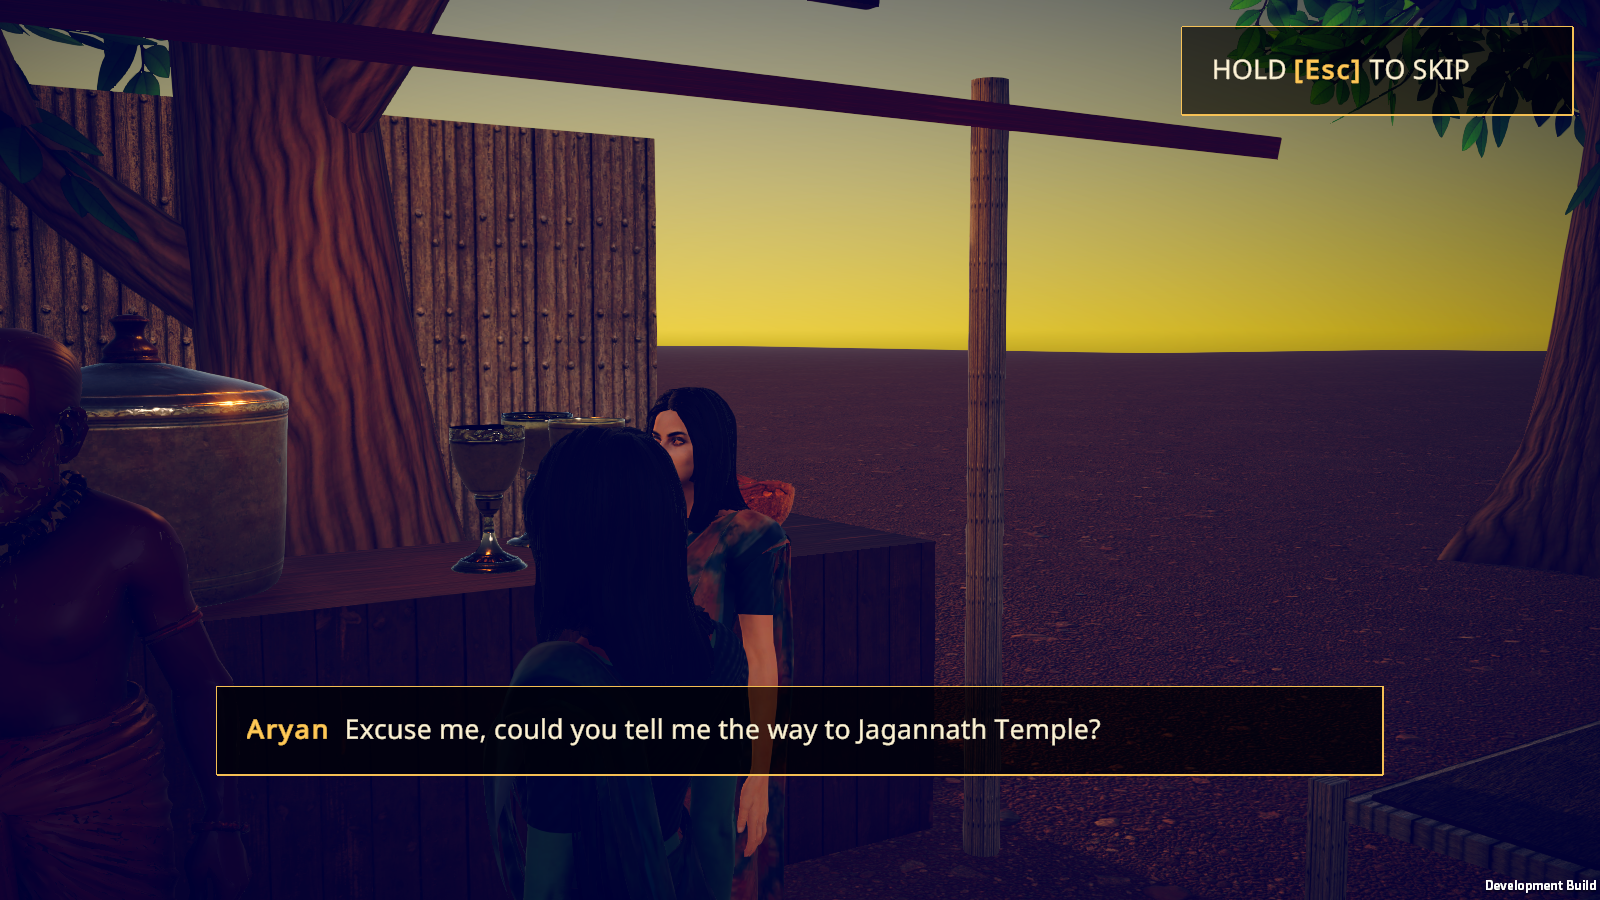 HOLD [Esc] TO SKIP
Aryan Excuse me, could you tell me the way to Jagannath Temple?
Development Build